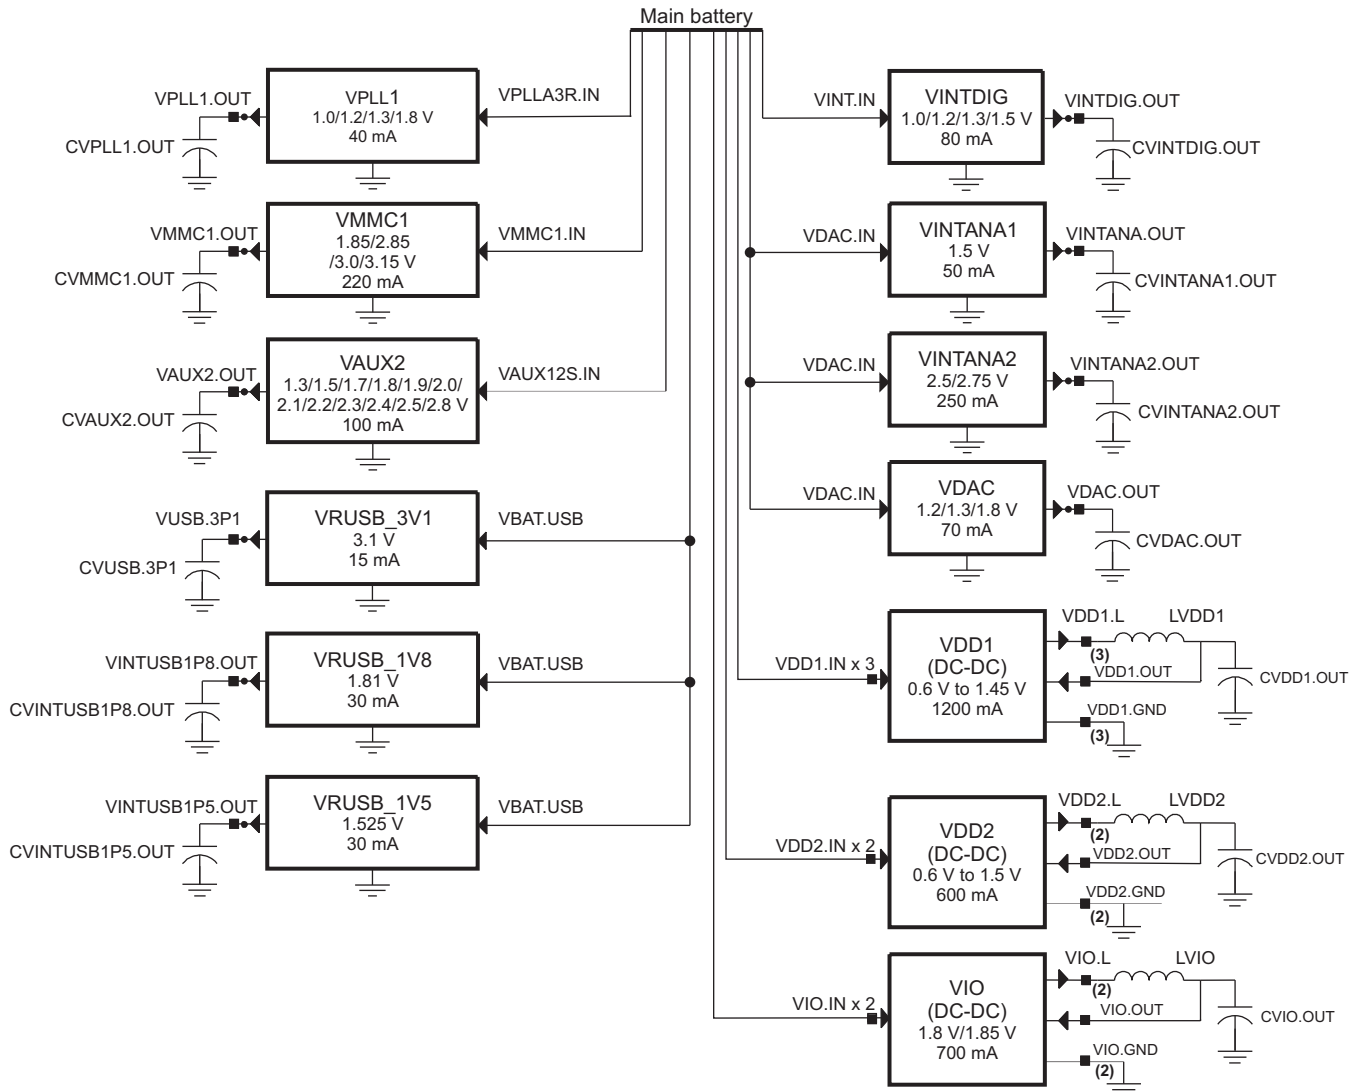 Main battery
VPLL1.OUT
VPLL1
1.0/1.2/1.3/1.8 V
40 mA
VPLLA3R.IN
CVPLL1.OUT
VMMC1.OUT
VMMC1
1.85/2.85
/3.0/3.15 V
220 mA
VMMC1.IN
CVMMC1.OUT
VAUX2.OUT
VAUX2
1.3/1.5/1.7/1.8/1.9/2.0/
2.1/2.2/2.3/2.4/2.5/2.8 V
100 mA
VAUX12S.IN
CVAUX2.OUT
VUSB.3P1
VRUSB_3V1
3.1 V
15 mA
VBAT.USB
CVUSB.3P1
VINTUSB1P8.OUT
VRUSB_1V8
1.81 V
30 mA
VBAT.USB
CVINTUSB1P8.OUT
VINTUSB1P5.OUT
VRUSB_1V5
1.525 V
30 mA
VBAT.USB
CVINTUSB1P5.OUT
VINT.IN
VINTDIG
1.0/1.2/1.3/1.5 V
80 mA
VINTDIG.OUT
CVINTDIG.OUT
VDAC.IN
VINTANA1
1.5 V
50 mA
VINTANA.OUT
CVINTANA1.OUT
VDAC.IN
VINTANA2
2.5/2.75 V
250 mA
VINTANA2.OUT
CVINTANA2.OUT
VDAC.IN
VDAC
1.2/1.3/1.8 V
70 mA
VDAC.OUT
CVDAC.OUT
VDD1.IN x 3
VDD1
(DC-DC)
0.6 V to 1.45 V
1200 mA
VDD1.L
LVDD1
(3)
VDD1.OUT
CVDD1.OUT
VDD1.GND
(3)
VDD2.IN x 2
VDD2
(DC-DC)
0.6 V to 1.5 V
600 mA
VDD2.L
LVDD2
(2)
VDD2.OUT
CVDD2.OUT
VDD2.GND
(2)
VIO.IN x 2
VIO
(DC-DC)
1.8 V/1.85 V
700 mA
VIO.L
LVIO
(2)
VIO.OUT
CVIO.OUT
VIO.GND
(2)